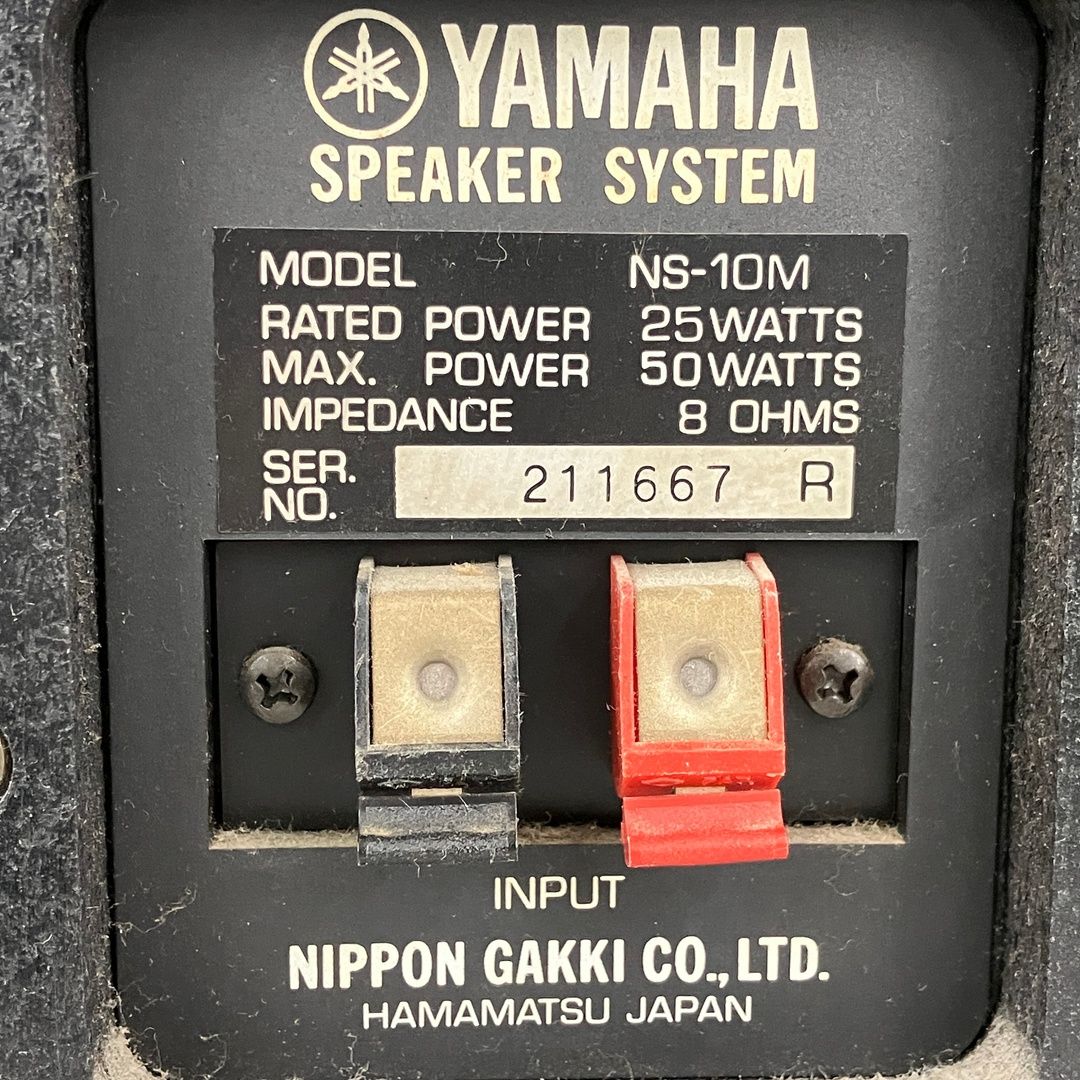 YAMAHA
SPEAKER SYSTEM
MODEL NS-10M
RATED POWER 25WATTS
MAX. POWER 50WATTS
IMPEDANCE 8 OHMS
SER. NO. 211667 R
INPUT
NIPPON GAKKI CO., LTD.
HAMAMATSU JAPAN